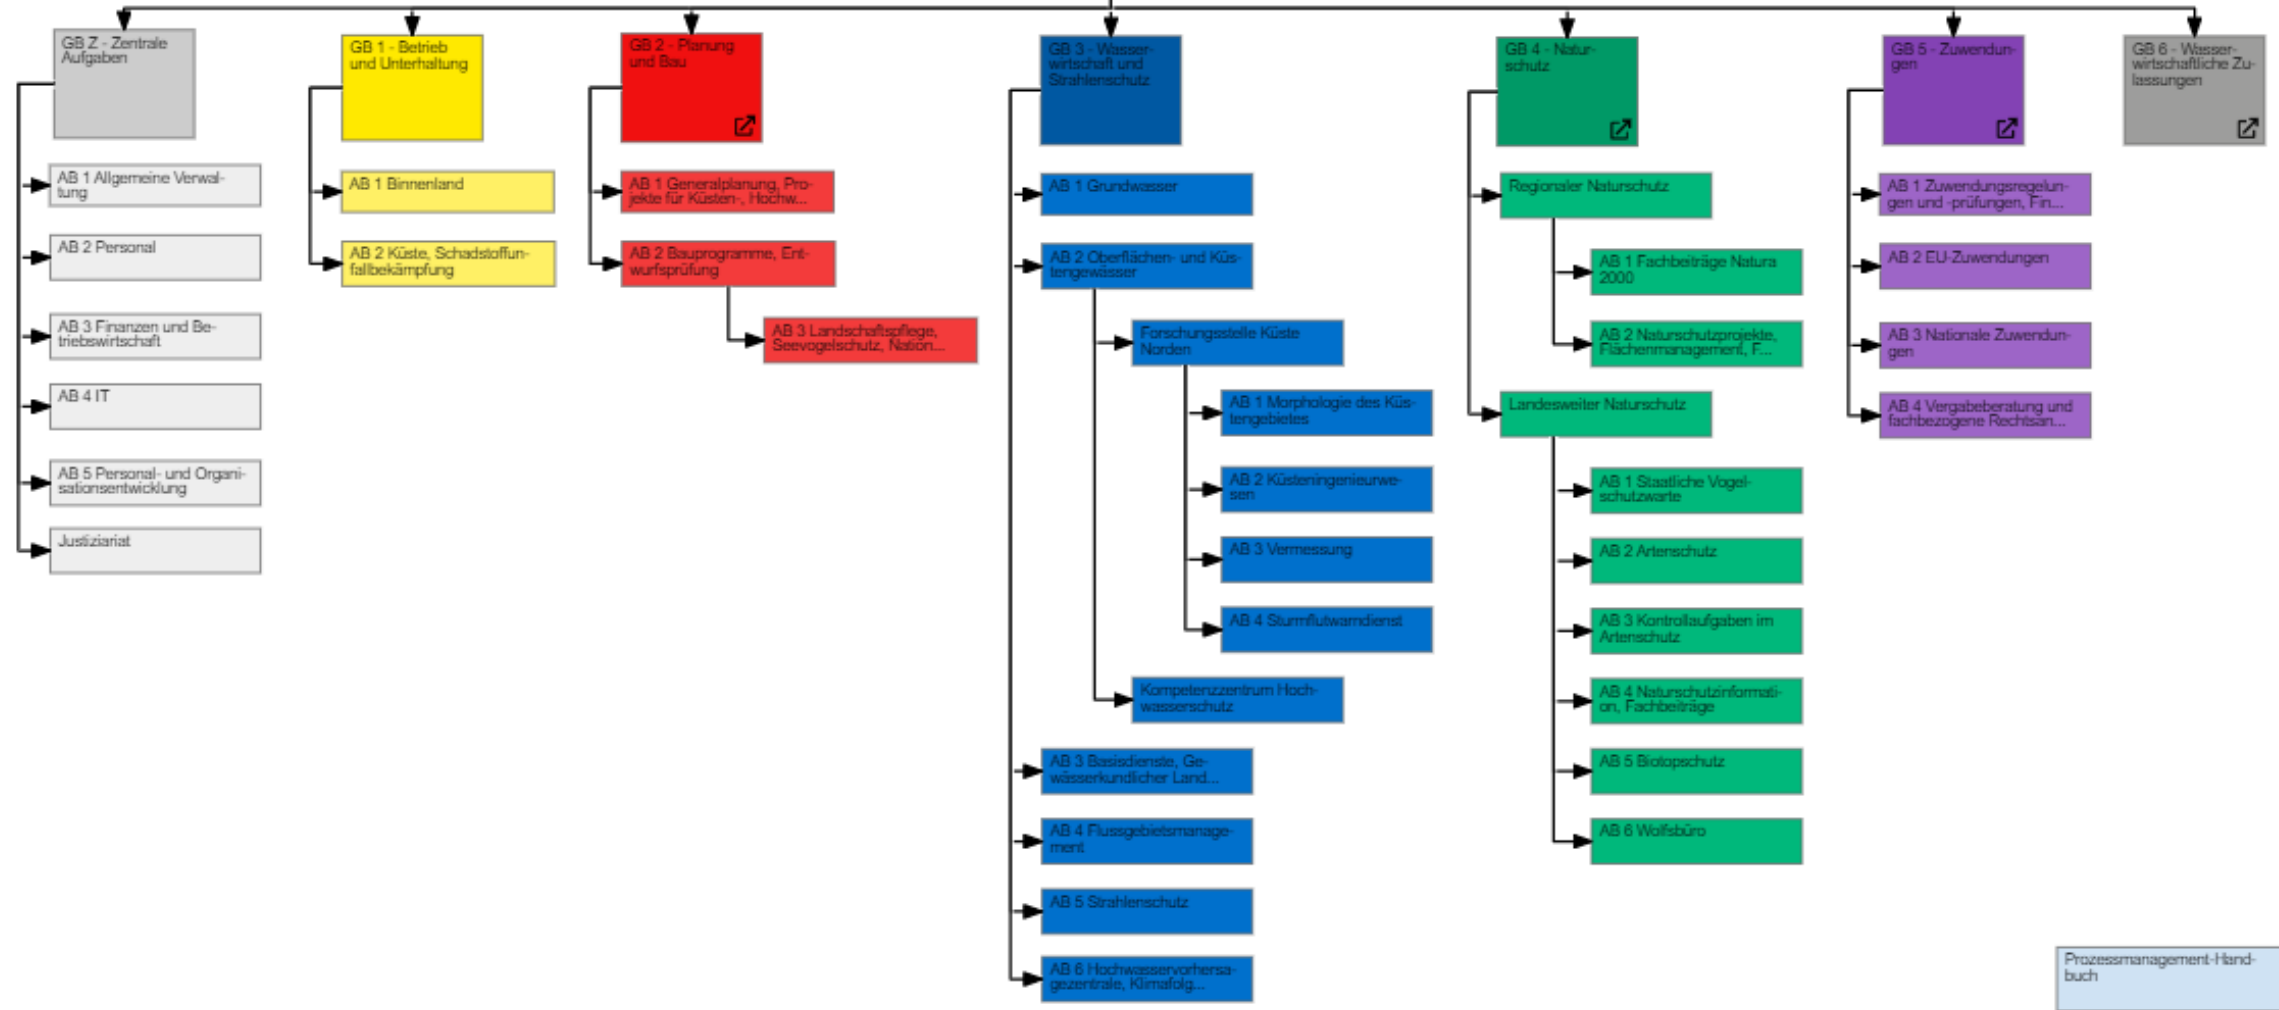 GB Z - Zentrale
Aufgaben
AB 1 Allgemeine Verwal-
tung
AB 2 Personal
AB 3 Finanzen und Be-
triebswirtschaft
AB 4 IT
AB 5 Personal- und Organi-
sationsentwicklung
Justiziariat
GB 1 - Betrieb
und Unterhaltung
AB 1 Binnenland
AB 2 Küste, Schadstoffun-
fallbekämpfung
GB 2 - Planung
und Bau
AB 1 Generalplanung, Pro-
jekte für Küsten-, Hochw...
AB 2 Bauprogramme, Ent-
wurfsprüfung
AB 3 Landschaftspflege,
Seevogelschutz, Nation...
GB 3 - Wasser-
wirtschaft und
Strahlenschutz
AB 1 Grundwasser
AB 2 Oberflächen- und Küs-
tengewässer
Forschungsstelle Küste
Norden
AB 1 Morphologie des Küs-
tengebietes
AB 2 Küsteningenieurwe-
sen
AB 3 Vermessung
AB 4 Sturmflutwarndienst
Kompetenzzentrum Hoch-
wasserschutz
AB 3 Basisdienste, Ge-
wässerkundlicher Land...
AB 4 Flussgebietsmanage-
ment
AB 5 Strahlenschutz
AB 6 Hochwasservorhersa-
gezentrale, Klimafolg...
GB 4 - Natur-
schutz
Regionaler Naturschutz
AB 1 Fachbeiträge Natura
2000
AB 2 Naturschutzprojekte,
Flächenmanagement, F...
Landesweiter Naturschutz
AB 1 Staatliche Vogel-
schutzwarte
AB 2 Artenschutz
AB 3 Kontrollaufgaben im
Artenschutz
AB 4 Naturschutzinformati-
on, Fachbeiträge
AB 5 Biotopschutz
AB 6 Wolfsbüro
GB 5 - Zuwendun-
gen
AB 1 Zuwendungsregelun-
gen und -prüfungen, Fin...
AB 2 EU-Zuwendungen
AB 3 Nationale Zuwendun-
gen
AB 4 Vergabeberatung und
fachbezogene Rechtsan...
GB 6 - Wasser-
wirtschaftliche Zu-
lassungen
Prozessmanagement-Hand-
buch